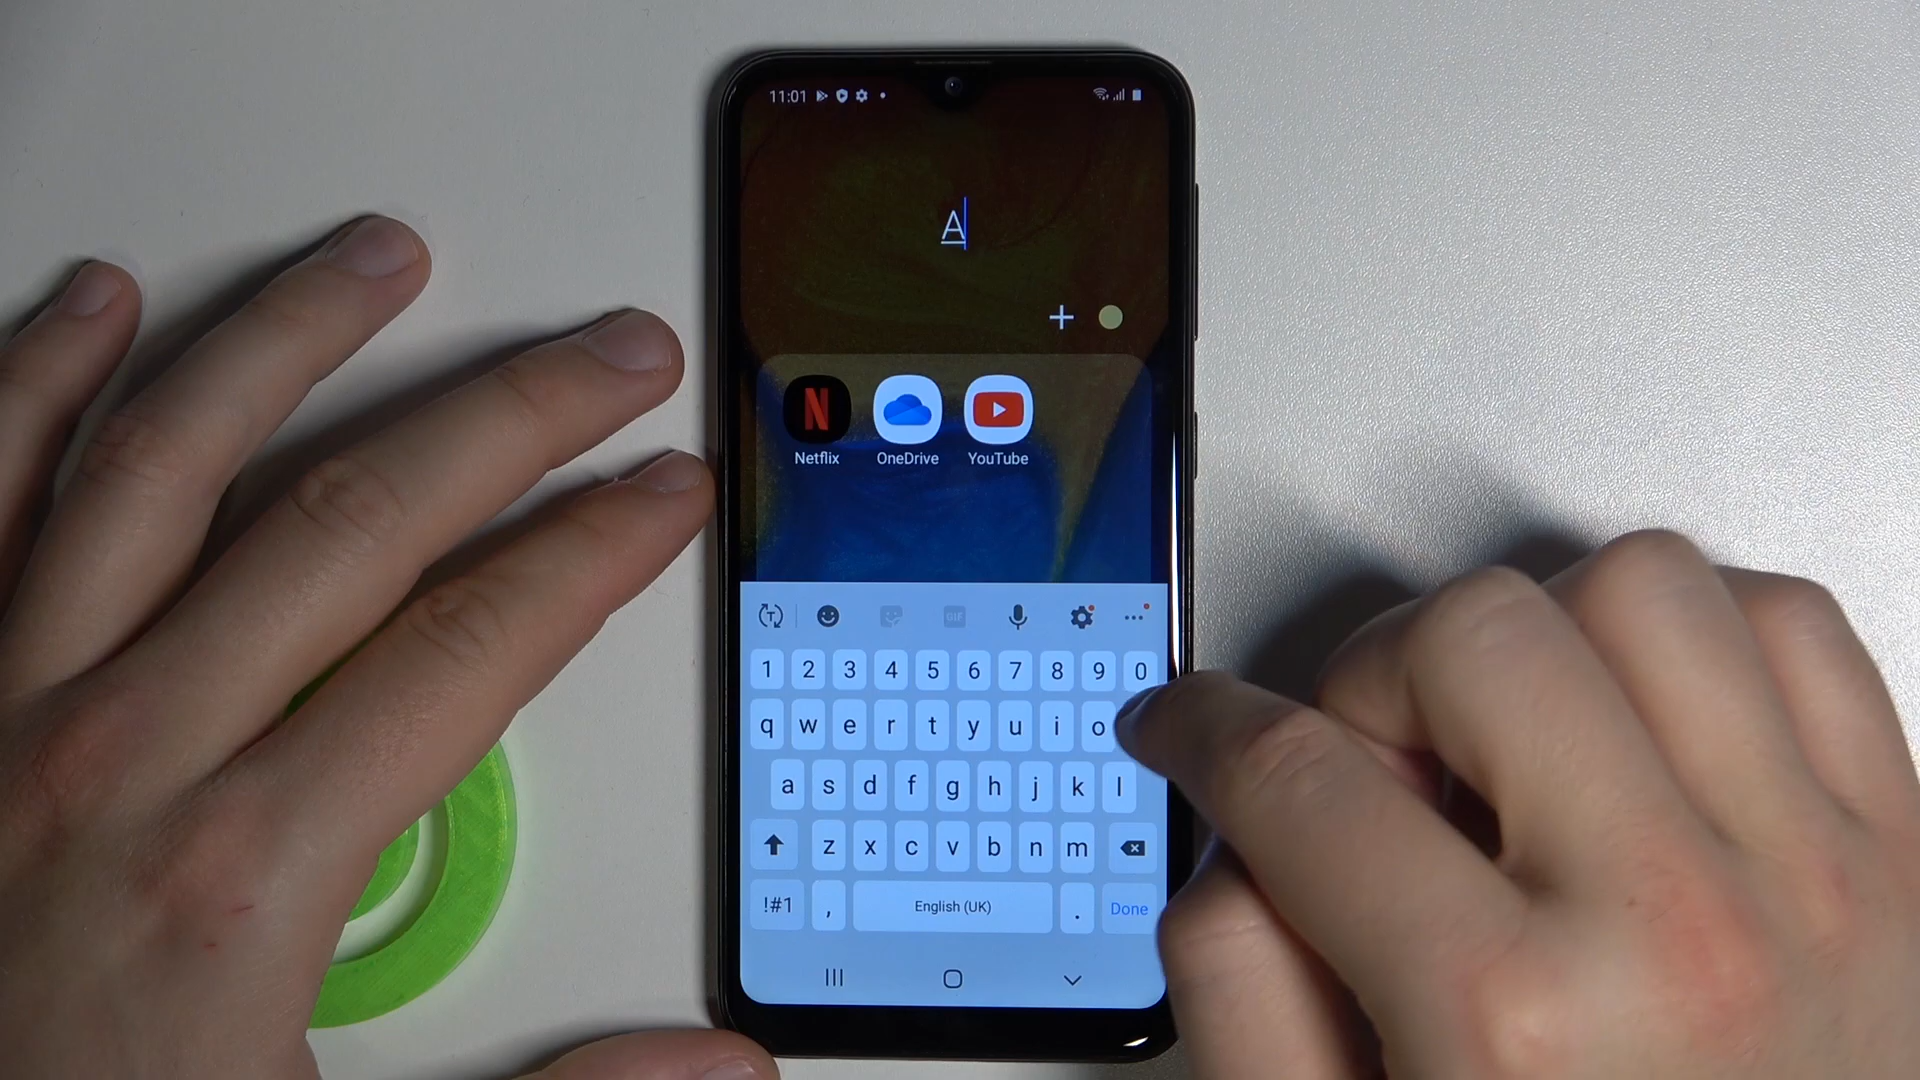 11:01
A
N
Netflix OneDrive YouTube
T GIF
1 2 3 4 5 6 7 8 9 0
q w e r t y u i o
a s d f g h j k l
z x c v b n m
!#1 , English (UK) . Done